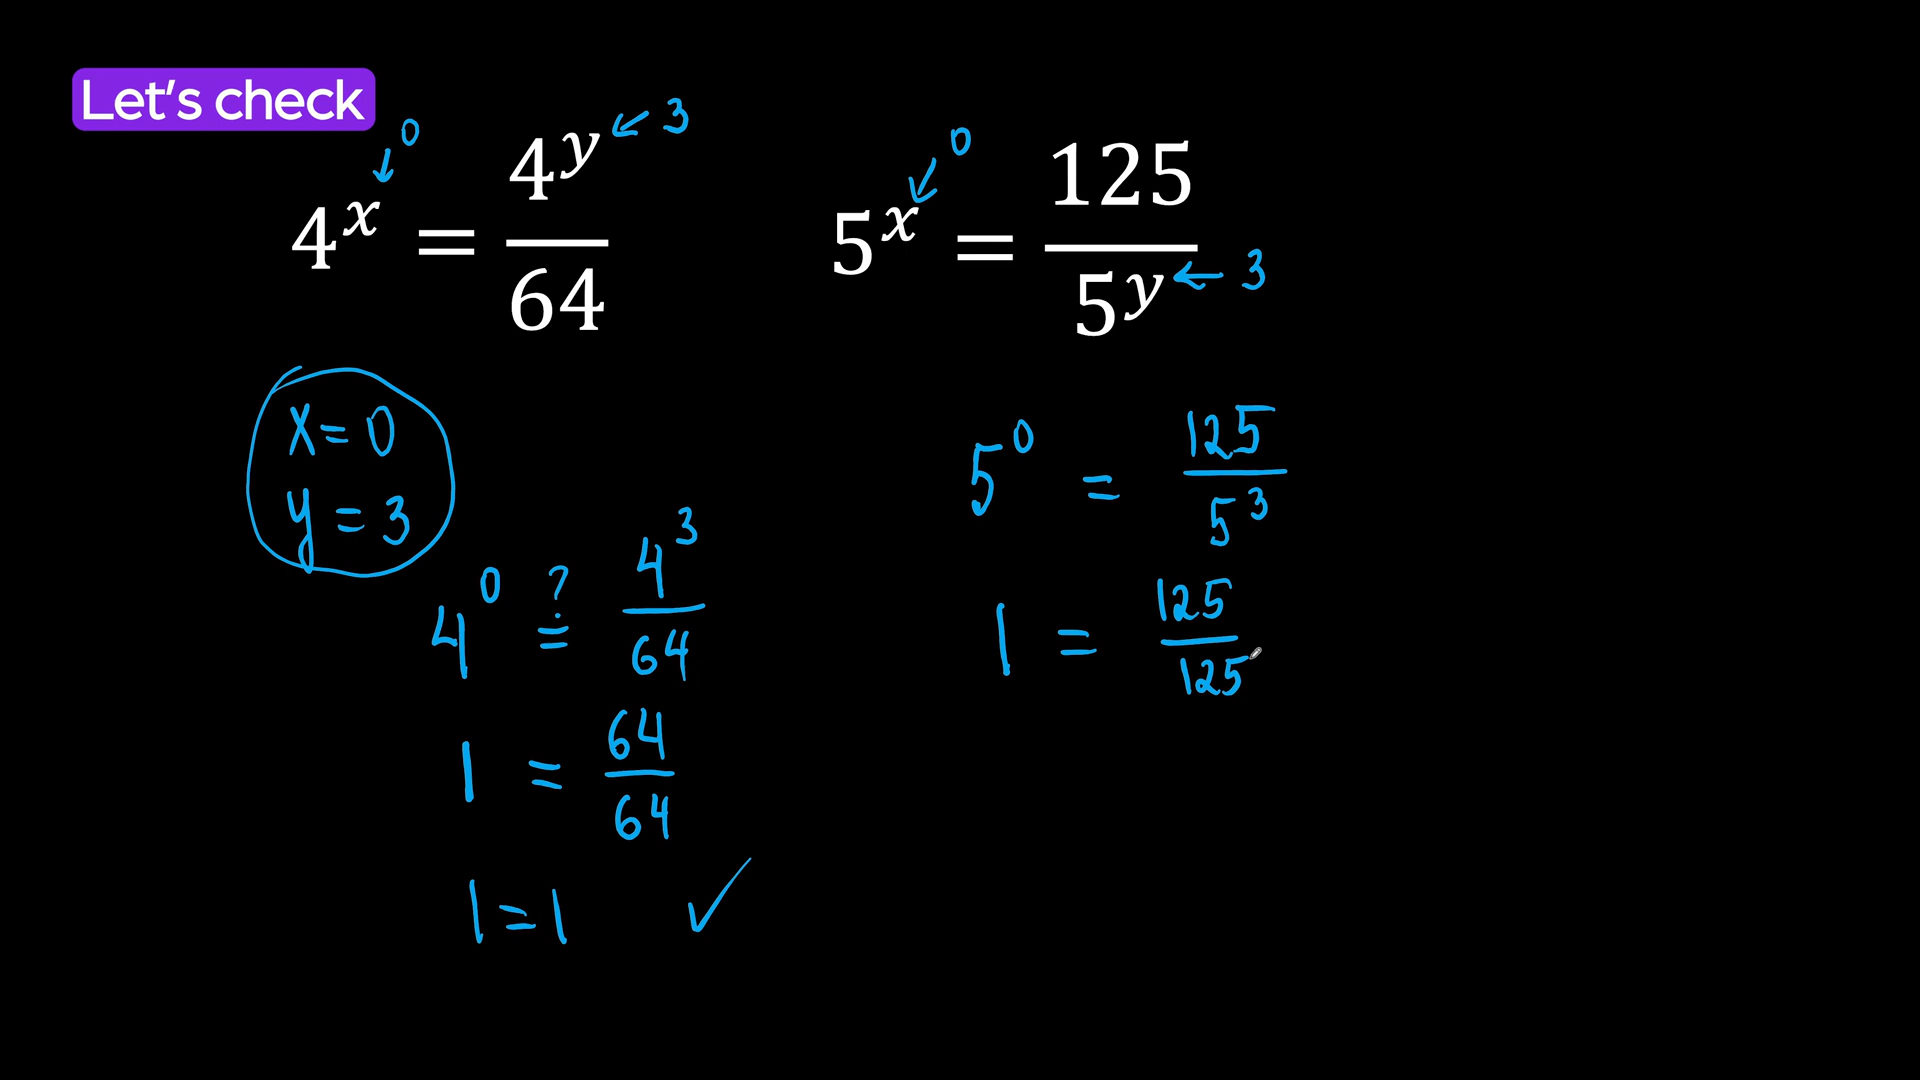 Let's check
4^x = 4^y / 64
0
← 3
5^x = 125 / 5^y
0
← 3
x = 0
y = 3
4^0 ≟ 4^3 / 64
1 = 64 / 64
1 = 1 ✓
5^0 = 125 / 5^3
1 = 125 / 125